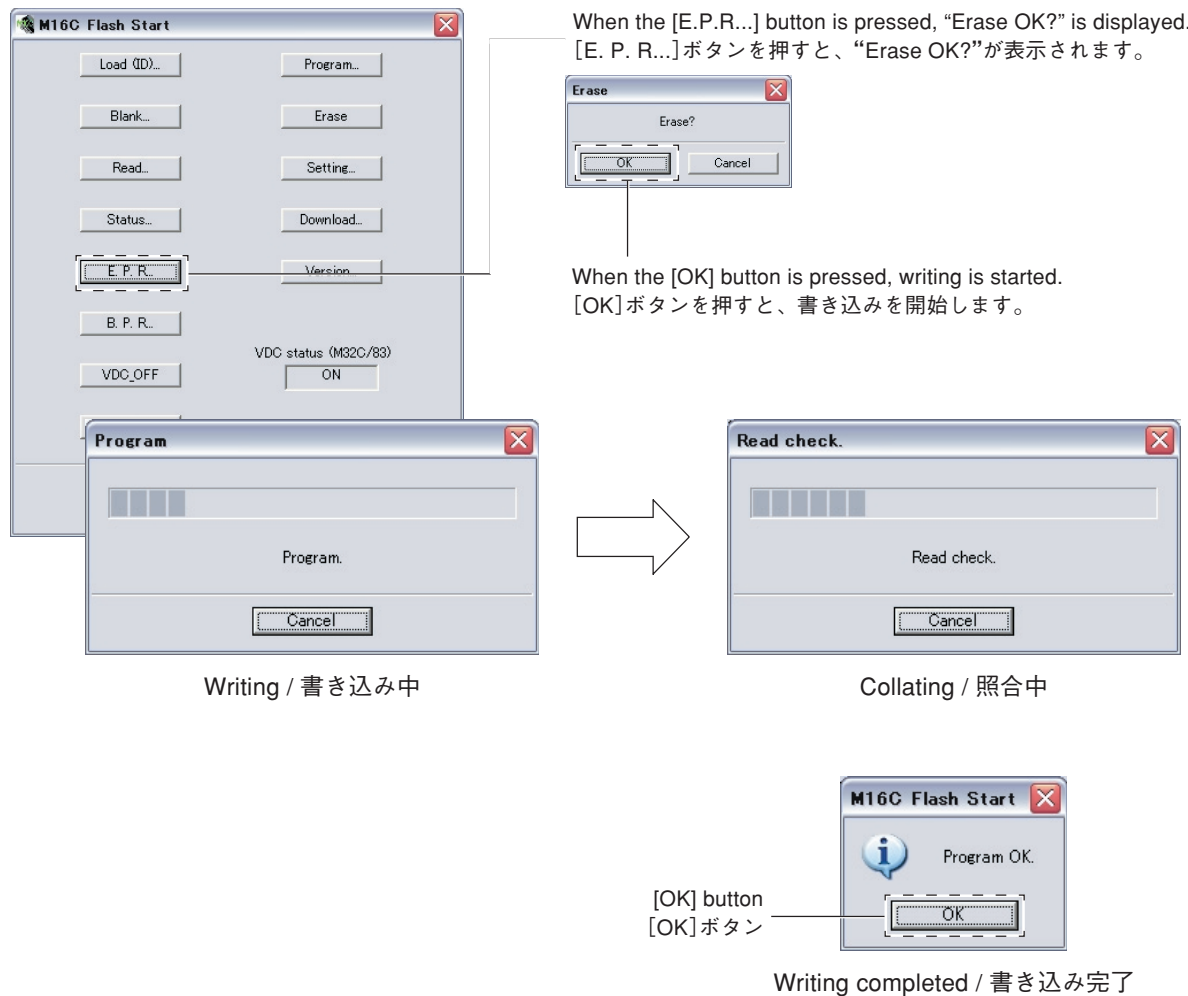 M16C Flash Start
Load (ID)...
Program...
Blank...
Erase
Read...
Setting...
Status...
Download...
E. P. R...
Version...
B. P. R...
VDC status (M32C/83)
VDC_OFF
ON
When the [E.P.R...] button is pressed, “Erase OK?” is displayed.
［E. P. R...］ボタンを押すと、“Erase OK?”が表示されます。
Erase
Erase?
OK
Cancel
When the [OK] button is pressed, writing is started.
［OK］ボタンを押すと、書き込みを開始します。
Program
Program.
Cancel
Writing / 書き込み中
Read check.
Read check.
Cancel
Collating / 照合中
M16C Flash Start
Program OK.
OK
[OK] button
［OK］ボタン
Writing completed / 書き込み完了